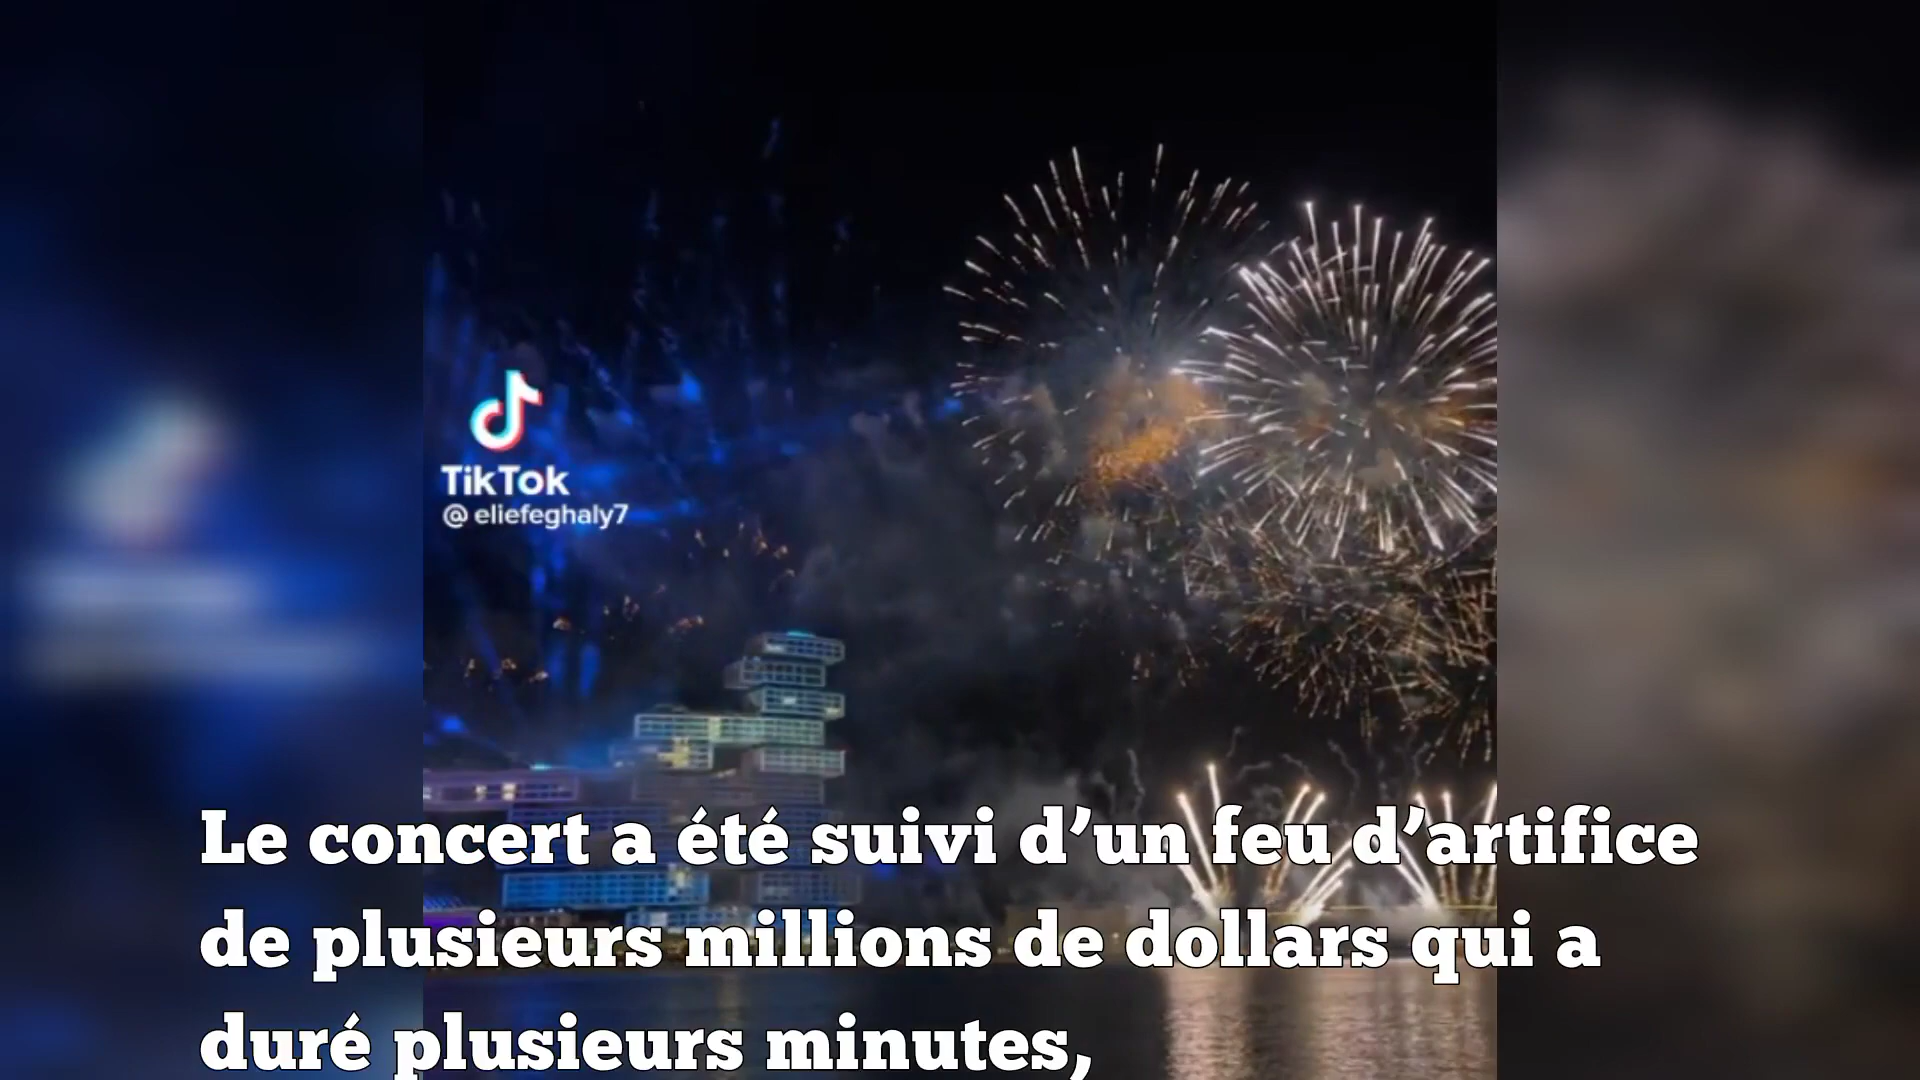 TikTok
@ eliefeghaly7
Le concert a été suivi d’un feu d’artifice
de plusieurs millions de dollars qui a
duré plusieurs minutes,